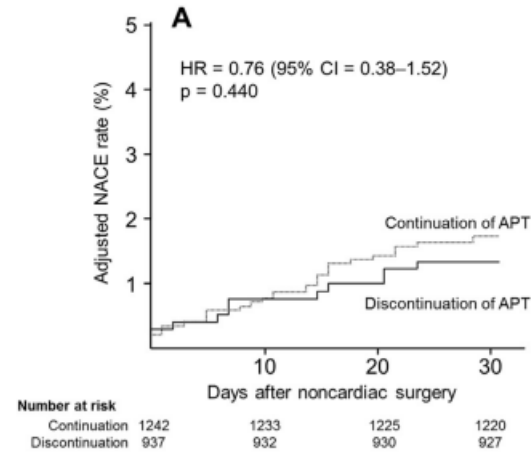 A
5
HR = 0.76 (95% CI = 0.38–1.52)
4
p = 0.440
Adjusted NACE rate (%)
3
2
Continuation of APT
1
Discontinuation of APT
10 20 30
Days after noncardiac surgery
Number at risk
Continuation 1242 1233 1225 1220
Discontinuation 937 932 930 927